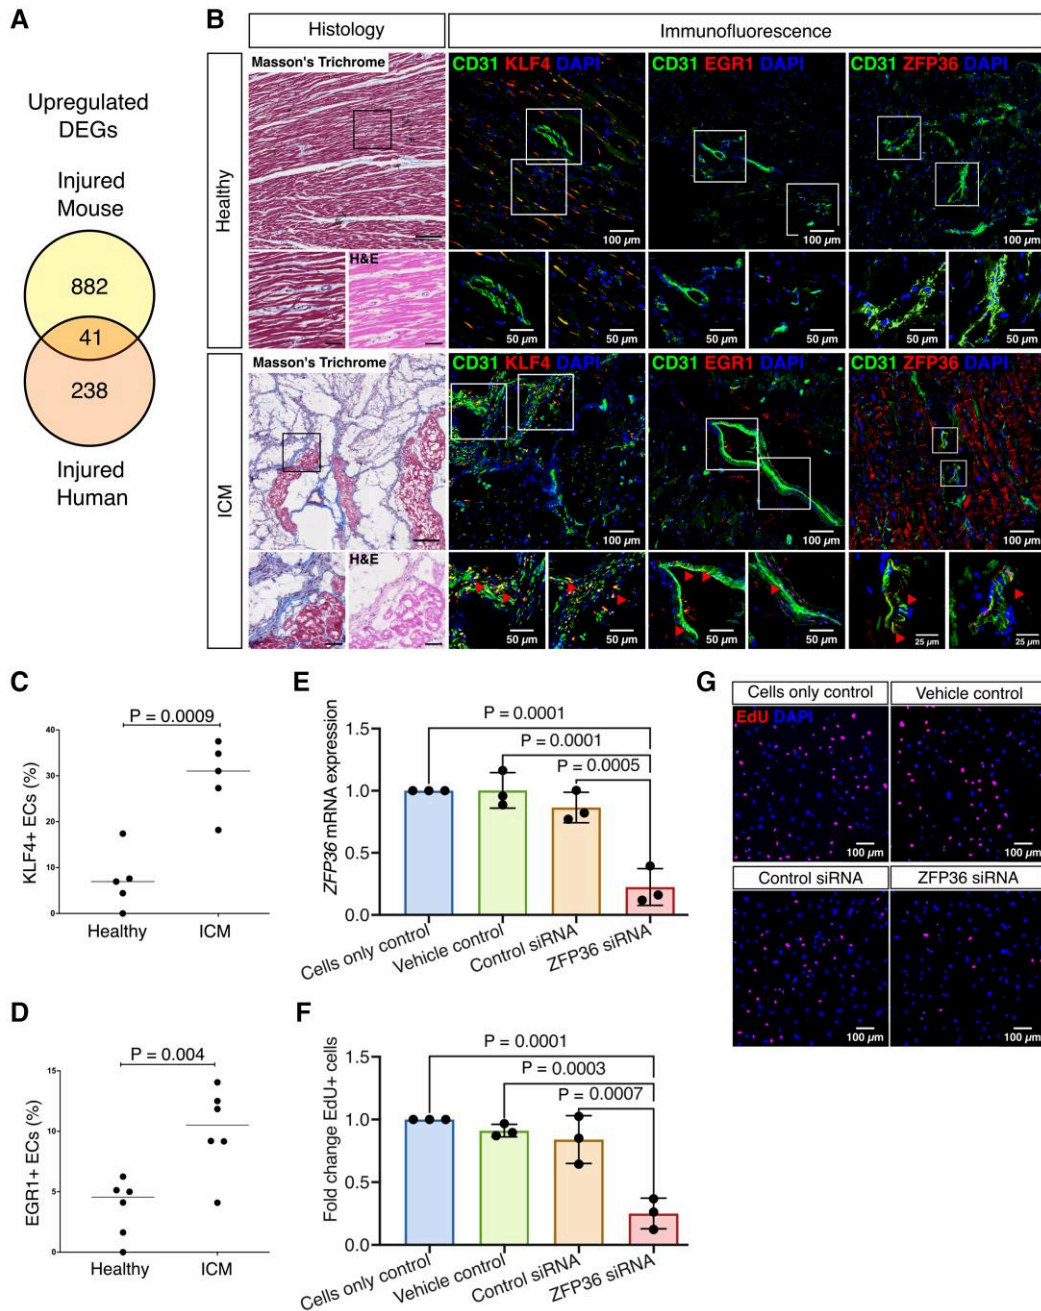 A
Upregulated
DEGs
Injured
Mouse
882
41
238
Injured
Human
B
Histology
Immunofluorescence
Healthy
Masson's Trichrome
CD31 KLF4 DAPI
CD31 EGR1 DAPI
CD31 ZFP36 DAPI
100 µm
100 µm
100 µm
H&E
50 µm
50 µm
50 µm
50 µm
50 µm
50 µm
ICM
Masson's Trichrome
CD31 KLF4 DAPI
CD31 EGR1 DAPI
CD31 ZFP36 DAPI
100 µm
100 µm
100 µm
H&E
50 µm
50 µm
50 µm
50 µm
25 µm
25 µm
C
P = 0.0009
KLF4+ ECs (%)
40
30
20
10
0
Healthy
ICM
D
P = 0.004
EGR1+ ECs (%)
15
10
5
0
Healthy
ICM
E
P = 0.0001
P = 0.0001
P = 0.0005
ZFP36 mRNA expression
1.5
1.0
0.5
0.0
Cells only control
Vehicle control
Control siRNA
ZFP36 siRNA
F
P = 0.0001
P = 0.0003
P = 0.0007
Fold change EdU+ cells
1.5
1.0
0.5
0.0
Cells only control
Vehicle control
Control siRNA
ZFP36 siRNA
G
Cells only control
Vehicle control
EdU DAPI
100 µm
100 µm
Control siRNA
ZFP36 siRNA
100 µm
100 µm